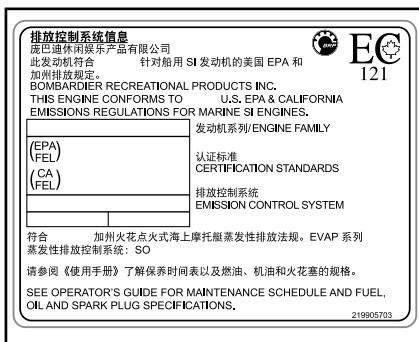 排放控制系统信息
庞巴迪休闲娱乐产品有限公司
此发动机符合 针对船用 SI 发动机的美国 EPA 和
加州排放规定。
BOMBARDIER RECREATIONAL PRODUCTS INC.
THIS ENGINE CONFORMS TO U.S. EPA & CALIFORNIA
EMISSIONS REGULATIONS FOR MARINE SI ENGINES.
BRP
EC
121
发动机系列/ENGINE FAMILY
(EPA FEL)
认证标准
CERTIFICATION STANDARDS
(CA FEL)
排放控制系统
EMISSION CONTROL SYSTEM
符合 加州火花点火式海上摩托艇蒸发性排放法规。EVAP 系列
蒸发性排放控制系统：SO
请参阅《使用手册》了解保养时间表以及燃油、机油和火花塞的规格。
SEE OPERATOR'S GUIDE FOR MAINTENANCE SCHEDULE AND FUEL,
OIL AND SPARK PLUG SPECIFICATIONS.
219905703